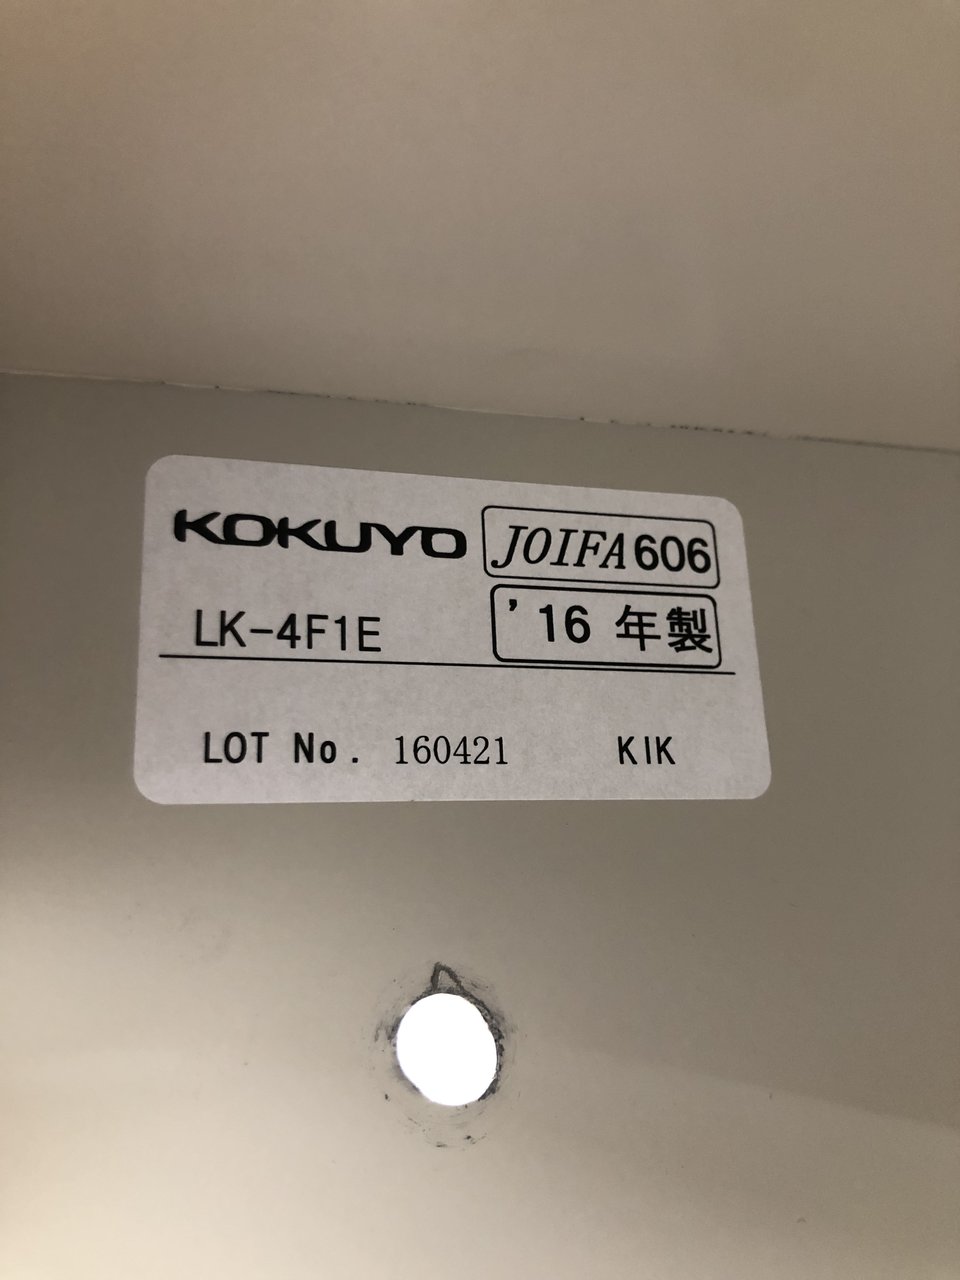 KOKUYO JOIFA606
LK-4F1E '16 年製
LOT No. 160421 KIK